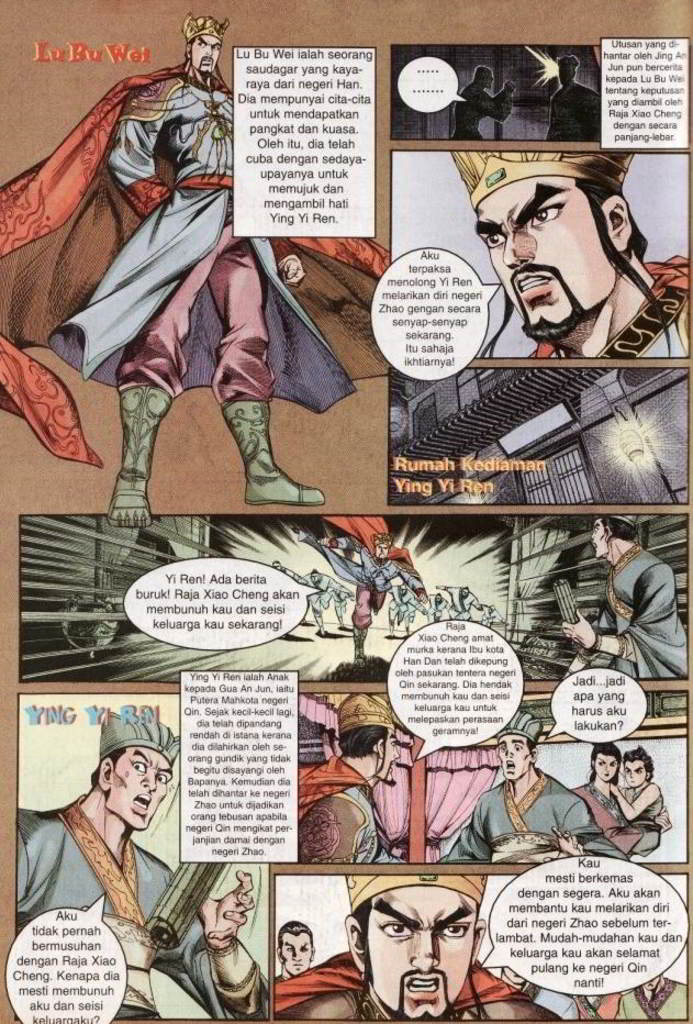 Lu Bu Wei
Lu Bu Wei ialah seorang
saudagar yang kaya-
raya dari negeri Han.
Dia mempunyai cita-cita
untuk mendapatkan
pangkat dan kuasa.
Oleh itu, dia telah
cuba dengan sedaya-
upayanya untuk
memujuk dan
mengambil hati
Ying Yi Ren.
.....
.......
Utusan yang di-
hantar oleh Jing An
Jun pun bercerita
kepada Lu Bu Wei
tentang keputusan
yang diambil oleh
Raja Xiao Cheng
dengan secara
panjang-lebar.
Aku
terpaksa
menolong Yi Ren
melarikan diri negeri
Zhao gengan secara
senyap-senyap
sekarang.
Itu sahaja
ikhtiarnya!
Rumah Kediaman
Ying Yi Ren
Yi Ren! Ada berita
buruk! Raja Xiao Cheng akan
membunuh kau dan seisi
keluarga kau sekarang!
Raja
Xiao Cheng amat
murka kerana Ibu kota
Han Dan telah dikepung
oleh pasukan tentera negeri
Qin sekarang. Dia hendak
membunuh kau dan seisi
keluarga kau untuk
melepaskan perasaan
geramnya!
Jadi...jadi
apa yang
harus aku
lakukan?
YING YI REN
Ying Yi Ren ialah Anak
kepada Gua An Jun, iaitu
Putera Mahkota negeri
Qin. Sejak kecil-kecil lagi,
dia telah dipandang
rendah di istana kerana
dia dilahirkan oleh se-
orang gundik yang tidak
begitu disayangi oleh
Bapanya. Kemudian dia
telah dihantar ke negeri
Zhao untuk dijadikan
orang tebusan apabila
negeri Qin mengikat per-
janjian damai dengan
negeri Zhao.
Aku
tidak pernah
bermusuhan
dengan Raja Xiao
Cheng. Kenapa dia
mesti membunuh
aku dan seisi
keluargaku?
Kau
mesti berkemas
dengan segera. Aku akan
membantu kau melarikan diri
dari negeri Zhao sebelum ter-
lambat. Mudah-mudahan kau dan
keluarga kau akan selamat
pulang ke negeri Qin
nanti!